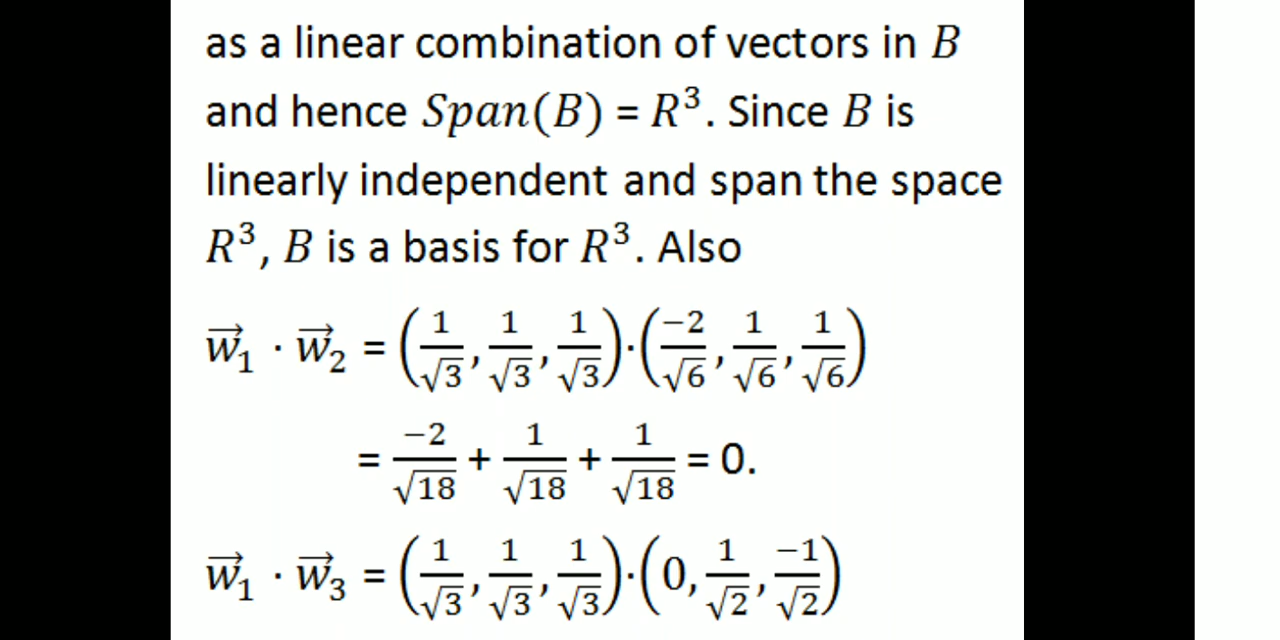 as a linear combination of vectors in B
and hence Span(B) = R³. Since B is
linearly independent and span the space
R³, B is a basis for R³. Also
w⃗₁ · w⃗₂ = (1/√3, 1/√3, 1/√3)·(−2/√6, 1/√6, 1/√6)
= −2/√18 + 1/√18 + 1/√18 = 0.
w⃗₁ · w⃗₃ = (1/√3, 1/√3, 1/√3)·(0, 1/√2, −1/√2)